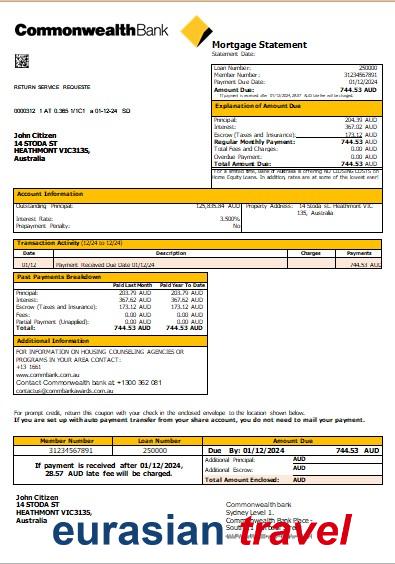 CommonwealthBank
Mortgage Statement
Statement Date:
Loan Number: 250000
Member Number: 31234567891
Payment Due Date 01/12/2024
Amount Due: 744.53 AUD
If payment is received after 01/12/2024, 28.57 AUD late fee will be charged.
RETURN SERVICE REQUESTE
0000312 1 AT 0.365 1/1C1 a 01-12-24 SD
Explanation of Amount Due
Principal: 204.39 AUD
Interest: 367.02 AUD
Escrow (Taxes and Insurance): 173.12 AUD
Regular Monthly Payment: 744.53 AUD
Total Fees and Charges: 0.00 AUD
Overdue Payment: 0.00 AUD
Total Amount Due: 744.53 AUD
For a limited time, Bank of Australia is offering NO CLOSING COSTS on
Home Equity Loans. In addition, rates are at some of the lowest ever!
John Citizen
14 STODA ST
HEATHMONT VIC3135,
Australia
Account Information
Outstanding Principal: 125,835.84 AUD
Interest Rate: 3.500%
Prepayment Penalty: No
Property Address: 14 Stoda st. Heathmont VIC
135, Australia
Transaction Activity (12/24 to 12/24)
Date Description Charges Payments
01/12 Payment Received Due Date 01/12/24 744.53 AUD
Past Payments Breakdown
Paid Last Month Paid Year To Date
Principal: 203.79 AUD 203.79 AUD
Interest: 367.62 AUD 367.62 AUD
Escrow (Taxes and Insurance): 173.12 AUD 173.12 AUD
Fees: 0.00 AUD 0.00 AUD
Partial Payment (Unapplied): 0.00 AUD 0.00 AUD
Total: 744.53 AUD 744.53 AUD
Additional Information
FOR INFORMATION ON HOUSING COUNSELING AGENCIES OR
PROGRAMS IN YOUR AREA CONTACT:
+13 1661
www.commbank.com.au
Contact Commonwealth bank at +1300 362 081
contactus@commbankawards.com.au
For prompt credit, return this coupon with your check in the enclosed envelope to the location shown below.
If you are set up with auto payment transfer from your share account, you do not need to mail your payment.
Member Number Loan Number Amount Due
31234567891 250000 Due By: 01/12/2024 744.53 AUD
If payment is received after 01/12/2024,
28.57 AUD late fee will be charged.
Additional Principal: AUD
Additional Escrow: AUD
Total Amount Enclosed: AUD
John Citizen
14 STODA ST
HEATHMONT VIC3135,
Australia
Commonwealth bank
Sydney Level 1.
Commonwealth Bank Place -
South
eurasian travel